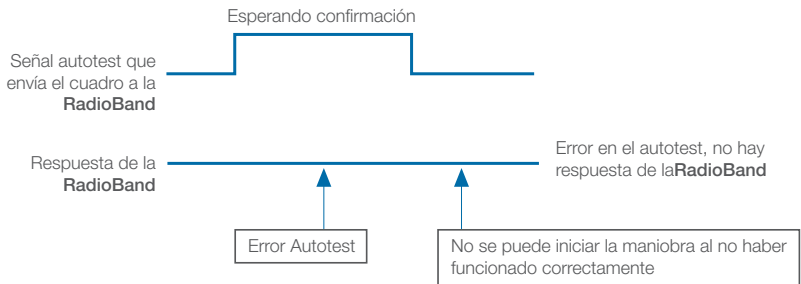 Esperando confirmación
Señal autotest que
envía el cuadro a la
RadioBand
Respuesta de la
RadioBand
Error en el autotest, no hay
respuesta de laRadioBand
Error Autotest
No se puede iniciar la maniobra al no haber
funcionado correctamente